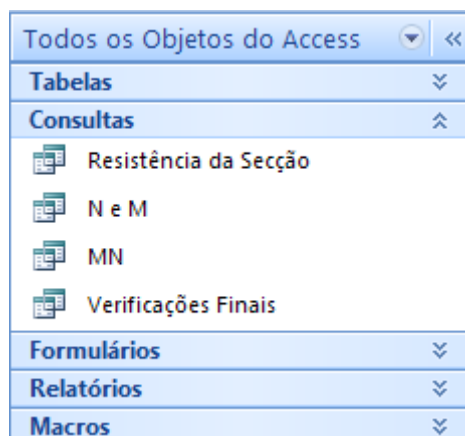 Todos os Objetos do Access
Tabelas
Consultas
Resistência da Secção
N e M
MN
Verificações Finais
Formulários
Relatórios
Macros